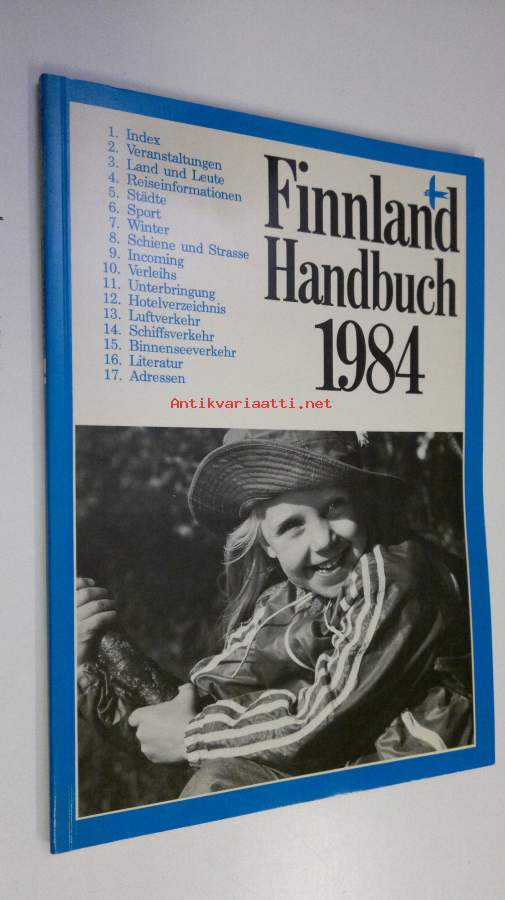 1. Index
2. Veranstaltungen
3. Land und Leute
4. Reiseinformationen
5. Städte
6. Sport
7. Winter
8. Schiene und Strasse
9. Incoming
10. Verleihs
11. Unterbringung
12. Hotelverzeichnis
13. Luftverkehr
14. Schiffsverkehr
15. Binnenseeverkehr
16. Literatur
17. Adressen
Finnland
Handbuch
1984
Antikvariaatti.net